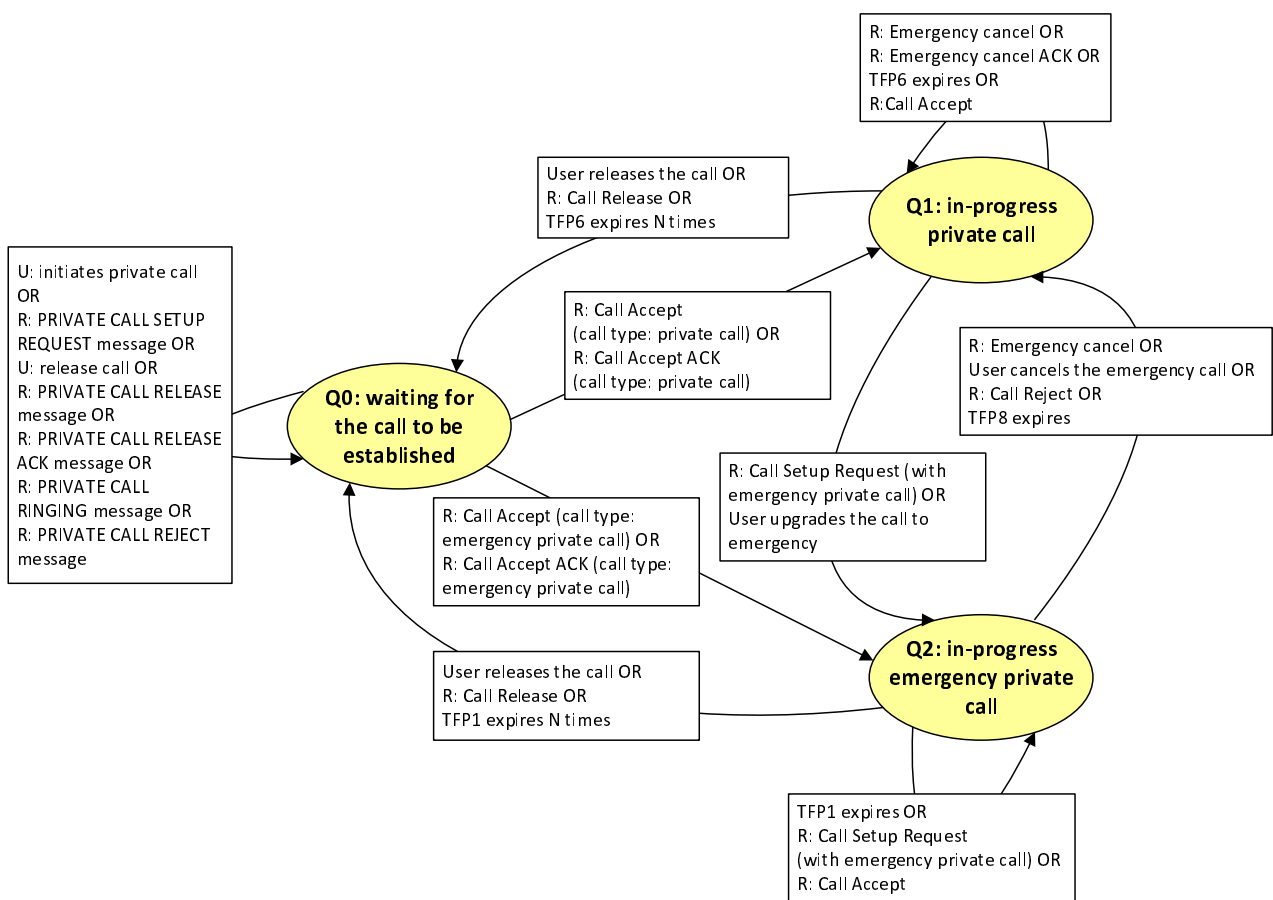 R: Emergency cancel OR
R: Emergency cancel ACK OR
TFP6 expires OR
R:Call Accept
User releases the call OR
R: Call Release OR
TFP6 expires N times
Q1: in-progress
private call
U: initiates private call
OR
R: PRIVATE CALL SETUP
REQUEST message OR
U: release call OR
R: PRIVATE CALL RELEASE
message OR
R: PRIVATE CALL RELEASE
ACK message OR
R: PRIVATE CALL
RINGING message OR
R: PRIVATE CALL REJECT
message
R: Call Accept
(call type: private call) OR
R: Call Accept ACK
(call type: private call)
R: Emergency cancel OR
User cancels the emergency call OR
R: Call Reject OR
TFP8 expires
Q0: waiting for
the call to be
established
R: Call Setup Request (with
emergency private call) OR
User upgrades the call to
emergency
R: Call Accept (call type:
emergency private call) OR
R: Call Accept ACK (call type:
emergency private call)
Q2: in-progress
emergency private
call
User releases the call OR
R: Call Release OR
TFP1 expires N times
TFP1 expires OR
R: Call Setup Request
(with emergency private call) OR
R: Call Accept